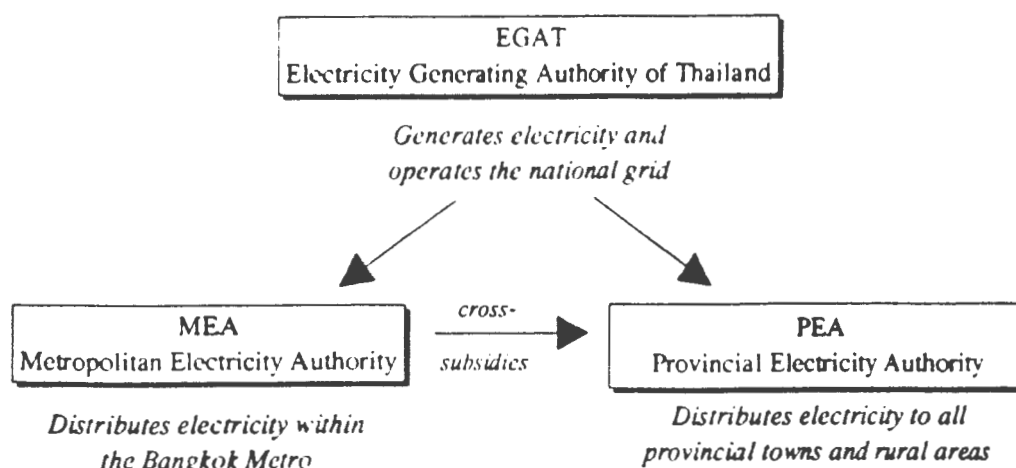 EGAT
Electricity Generating Authority of Thailand
Generates electricity and
operates the national grid
MEA
Metropolitan Electricity Authority
cross-
subsidies
PEA
Provincial Electricity Authority
Distributes electricity within
the Bangkok Metro
Distributes electricity to all
provincial towns and rural areas